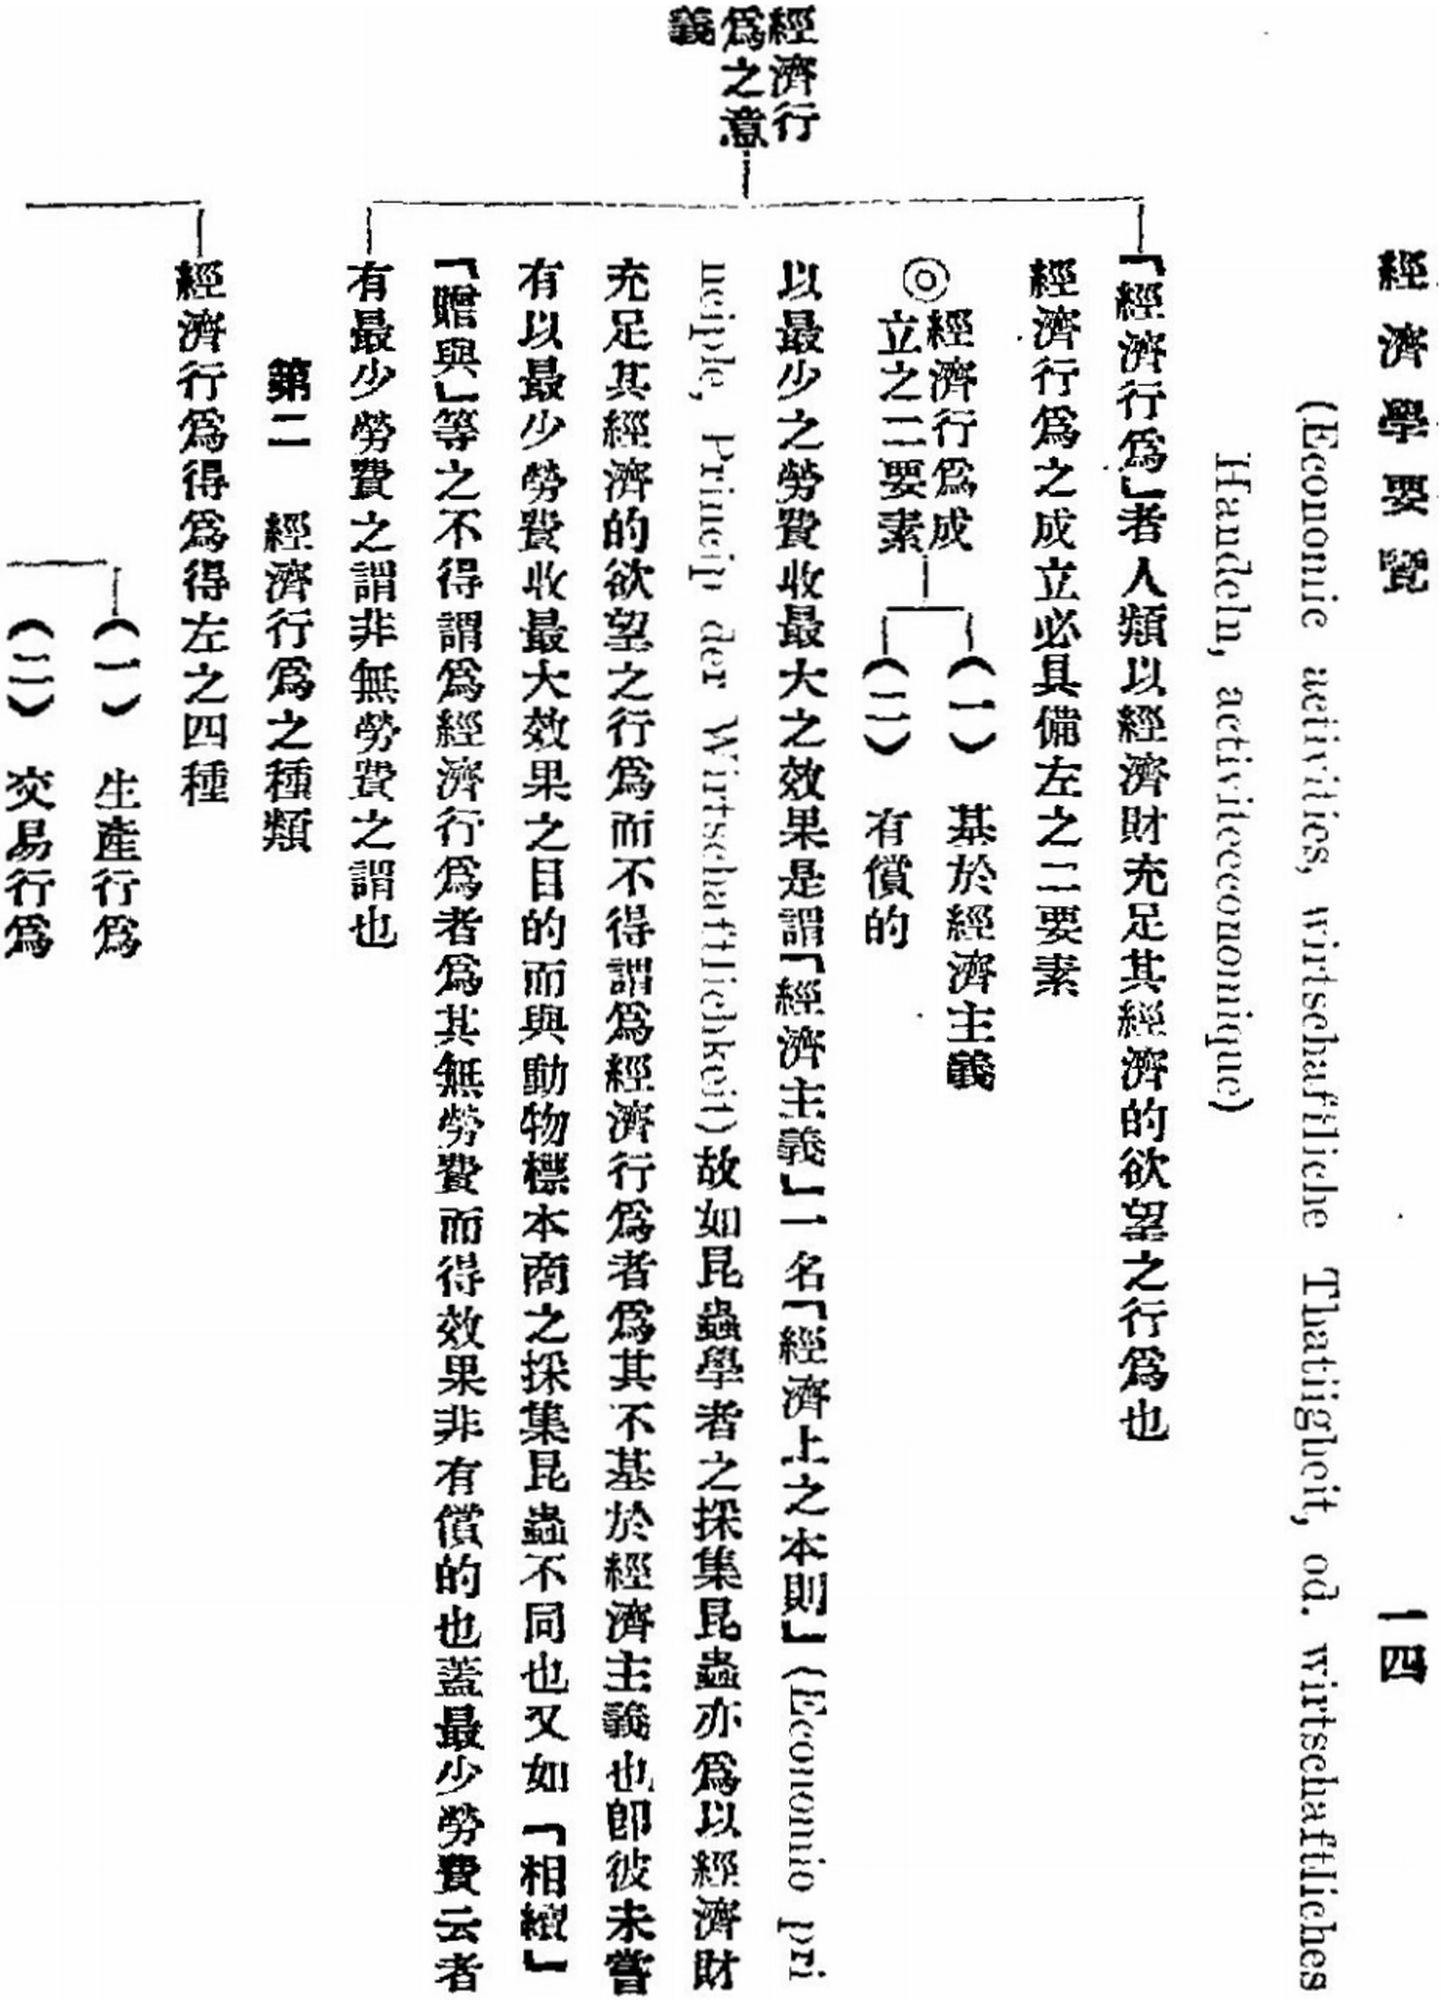 經濟學要覽
一四
(Economic activities, wirtschaftliche Thatiigheit, od. wirtschaftliches
Handeln, activiteeconomique)
經濟行
爲之意
義
「經濟行爲」者人類以經濟財充足其經濟的欲望之行爲也
經濟行爲之成立必具備左之二要素
◎
經濟行爲成
立之二要素
(一) 基於經濟主義
(二) 有償的
以最少之勞費收最大之效果是謂「經濟主義」一名「經濟上之本則」(Economio pri
nciple, Princip der Wirtschaftlichkeit)故如昆蟲學者之採集昆蟲亦爲以經濟財
充足其經濟的欲望之行爲而不得謂爲經濟行爲者爲其不基於經濟主義也卽彼未嘗
有以最少勞費收最大效果之目的而與動物標本商之採集昆蟲不同也又如「相續」
「贈與」等之不得謂爲經濟行爲者爲其無勞費而得效果非有償的也蓋最少勞費云者
有最少勞費之謂非無勞費之謂也
第二 經濟行爲之種類
經濟行爲得爲得左之四種
(一) 生產行爲
(二) 交易行爲